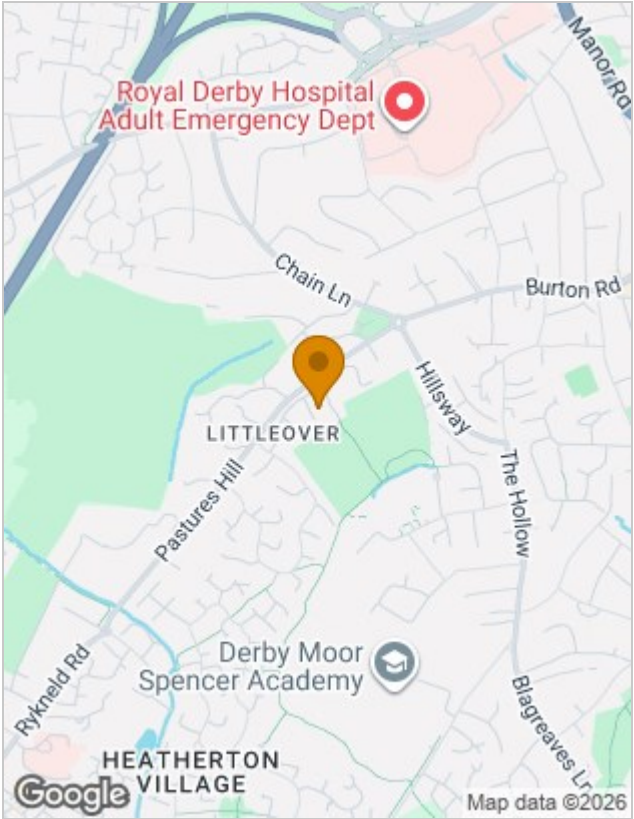 Manor Rd
Royal Derby Hospital
Adult Emergency Dept
Chain Ln
Burton Rd
Hillsway
LITTLEOVER
The Hollow
Pastures Hill
Derby Moor
Spencer Academy
Rykneld Rd
Blagreaves Ln
HEATHERTON
VILLAGE
Google
Map data ©2026